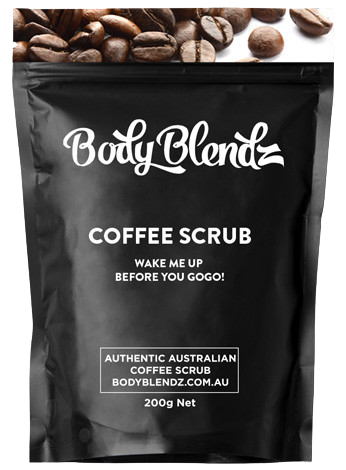 Body Blendz
COFFEE SCRUB
WAKE ME UP
BEFORE YOU GOGO!
AUTHENTIC AUSTRALIAN
COFFEE SCRUB
BODYBLENDZ.COM.AU
200g Net